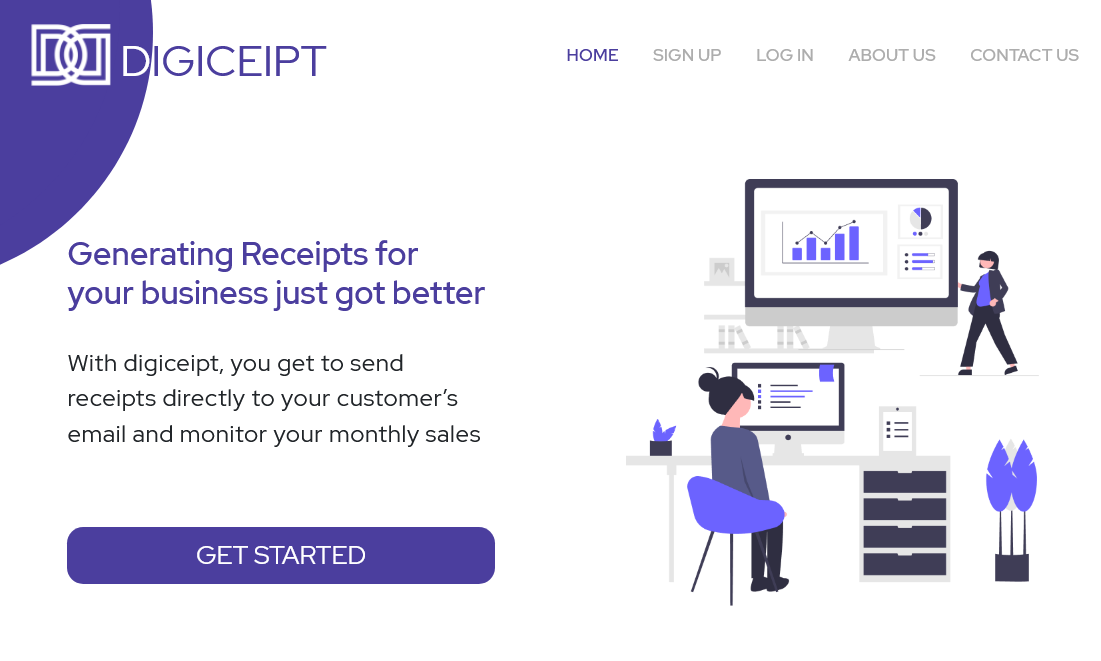 DIGICEIPT
HOME SIGN UP LOG IN ABOUT US CONTACT US
Generating Receipts for
your business just got better
With digiceipt, you get to send
receipts directly to your customer’s
email and monitor your monthly sales
GET STARTED